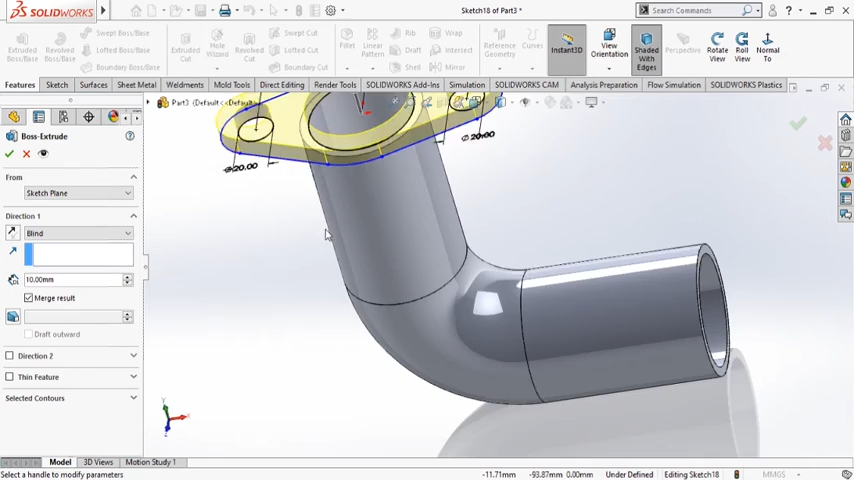 SOLIDWORKS
Sketch18 of Part3 *
Search Commands
Extruded Boss/Base
Revolved Boss/Base
Swept Boss/Base
Lofted Boss/Base
Boundary Boss/Base
Extruded Cut
Hole Wizard
Revolved Cut
Swept Cut
Lofted Cut
Boundary Cut
Fillet
Linear Pattern
Rib
Draft
Shell
Wrap
Intersect
Mirror
Reference Geometry
Curves
Instant3D
View Orientation
Shaded With Edges
Perspective
Rotate View
Roll View
Normal To
Features
Sketch
Surfaces
Sheet Metal
Weldments
Mold Tools
Direct Editing
Render Tools
SOLIDWORKS Add-Ins
Simulation
SOLIDWORKS CAM
Analysis Preparation
Flow Simulation
SOLIDWORKS Plastics
Part3 (Default<<Default>
Boss-Extrude
From
Sketch Plane
Direction 1
Blind
10.00mm
Merge result
Draft outward
Direction 2
Thin Feature
Selected Contours
⌀20.00
⌀20.00
Y
X
Z
Model
3D Views
Motion Study 1
Select a handle to modify parameters
-11.71mm
-93.87mm 0.00mm
Under Defined
Editing Sketch18
MMGS